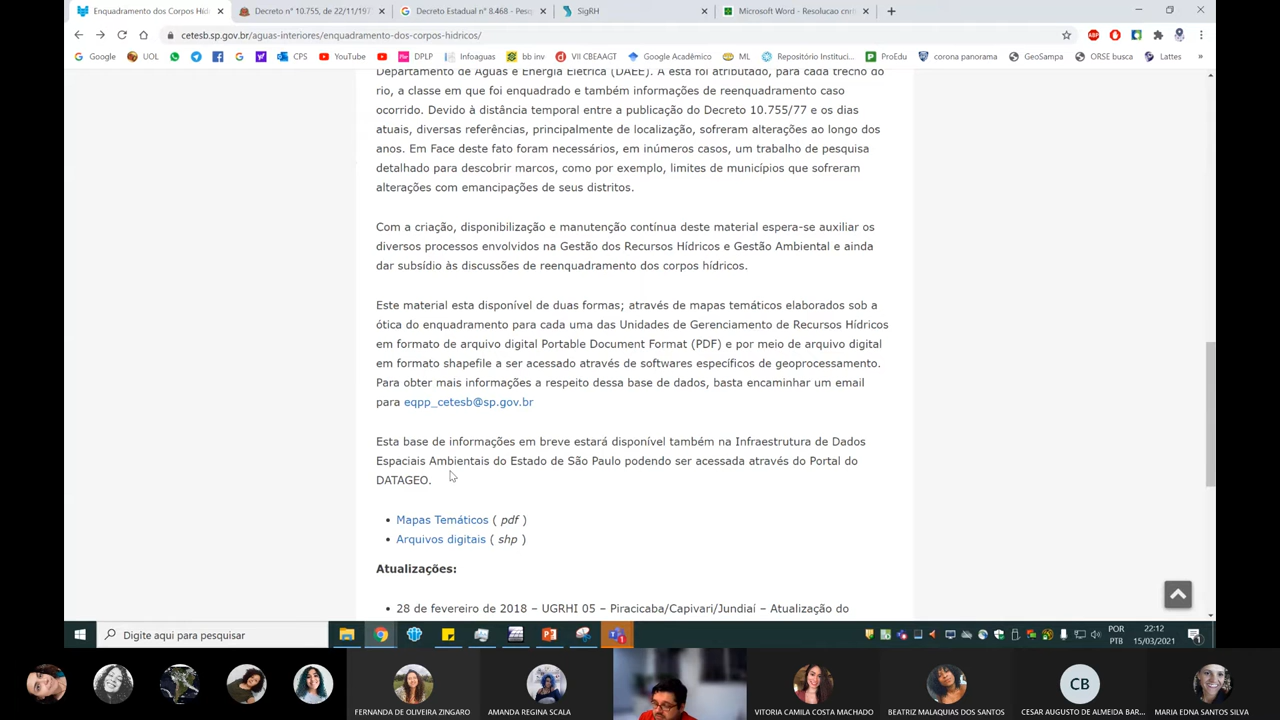 Enquadramento dos Corpos Híd
Decreto n° 10.755, de 22/11/197
Decreto Estadual n° 8.468 - Pesq
SigRH
Microsoft Word - Resolucao cnr
cetesb.sp.gov.br/aguas-interiores/enquadramento-dos-corpos-hidricos/
Google
UOL
CPS
YouTube
DPLP
Infoaguas
bb inv
VII CBEAAGT
Google Acadêmico
ML
Repositório Instituci...
ProEdu
corona panorama
GeoSampa
ORSE busca
Lattes
Departamento de Águas e Energia Elétrica (DAEE). A esta foi atribuído, para cada trecho do
rio, a classe em que foi enquadrado e também informações de reenquadramento caso
ocorrido. Devido à distância temporal entre a publicação do Decreto 10.755/77 e os dias
atuais, diversas referências, principalmente de localização, sofreram alterações ao longo dos
anos. Em Face deste fato foram necessários, em inúmeros casos, um trabalho de pesquisa
detalhado para descobrir marcos, como por exemplo, limites de municípios que sofreram
alterações com emancipações de seus distritos.
Com a criação, disponibilização e manutenção contínua deste material espera-se auxiliar os
diversos processos envolvidos na Gestão dos Recursos Hídricos e Gestão Ambiental e ainda
dar subsídio às discussões de reenquadramento dos corpos hídricos.
Este material esta disponível de duas formas; através de mapas temáticos elaborados sob a
ótica do enquadramento para cada uma das Unidades de Gerenciamento de Recursos Hídricos
em formato de arquivo digital Portable Document Format (PDF) e por meio de arquivo digital
em formato shapefile a ser acessado através de softwares específicos de geoprocessamento.
Para obter mais informações a respeito dessa base de dados, basta encaminhar um email
para eqpp_cetesb@sp.gov.br
Esta base de informações em breve estará disponível também na Infraestrutura de Dados
Espaciais Ambientais do Estado de São Paulo podendo ser acessada através do Portal do
DATAGEO.
• Mapas Temáticos ( pdf )
• Arquivos digitais ( shp )
Atualizações:
• 28 de fevereiro de 2018 – UGRHI 05 – Piracicaba/Capivari/Jundiaí – Atualização do
Digite aqui para pesquisar
POR
PTB
22:12
15/03/2021
FERNANDA DE OLIVEIRA ZINGARO
AMANDA REGINA SCALA
VITORIA CAMILA COSTA MACHADO
BEATRIZ MALAQUIAS DOS SANTOS
CB
CESAR AUGUSTO DE ALMEIDA BAR...
MARIA EDNA SANTOS SILVA